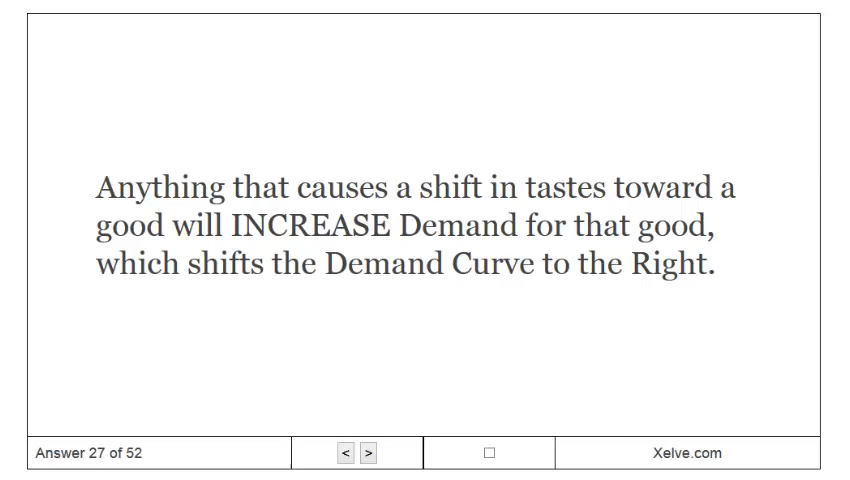 Anything that causes a shift in tastes toward a
good will INCREASE Demand for that good,
which shifts the Demand Curve to the Right.
Answer 27 of 52
< >
Xelve.com